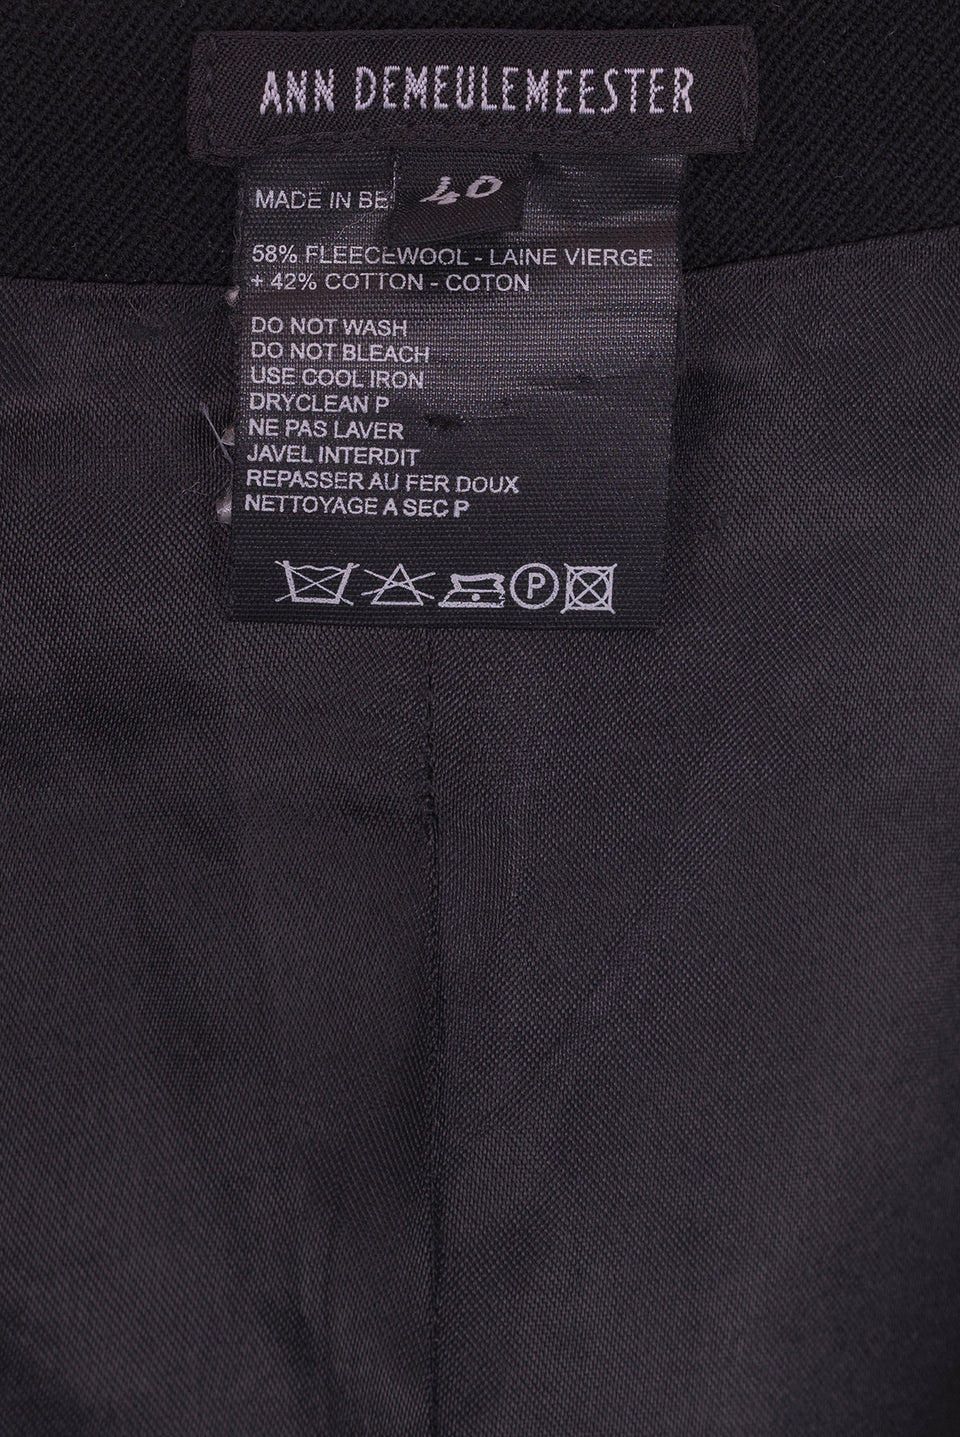 ANN DEMEULEMEESTER
40
MADE IN BE
58% FLEECEWOOL - LAINE VIERGE
+ 42% COTTON - COTON
DO NOT WASH
DO NOT BLEACH
USE COOL IRON
DRYCLEAN P
NE PAS LAVER
JAVEL INTERDIT
REPASSER AU FER DOUX
NETTOYAGE A SEC P
P